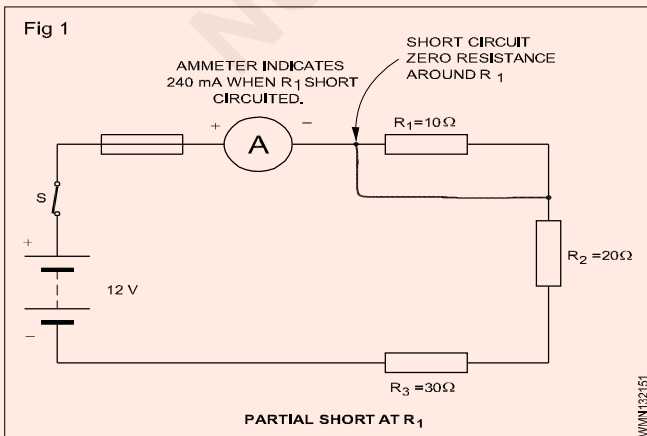 Fig 1
AMMETER INDICATES
240 mA WHEN R1 SHORT
CIRCUITED.
SHORT CIRCUIT
ZERO RESISTANCE
AROUND R1
+
A
−
R1=10Ω
S
+
12 V
−
R2=20Ω
R3=30Ω
PARTIAL SHORT AT R1
WMN132151